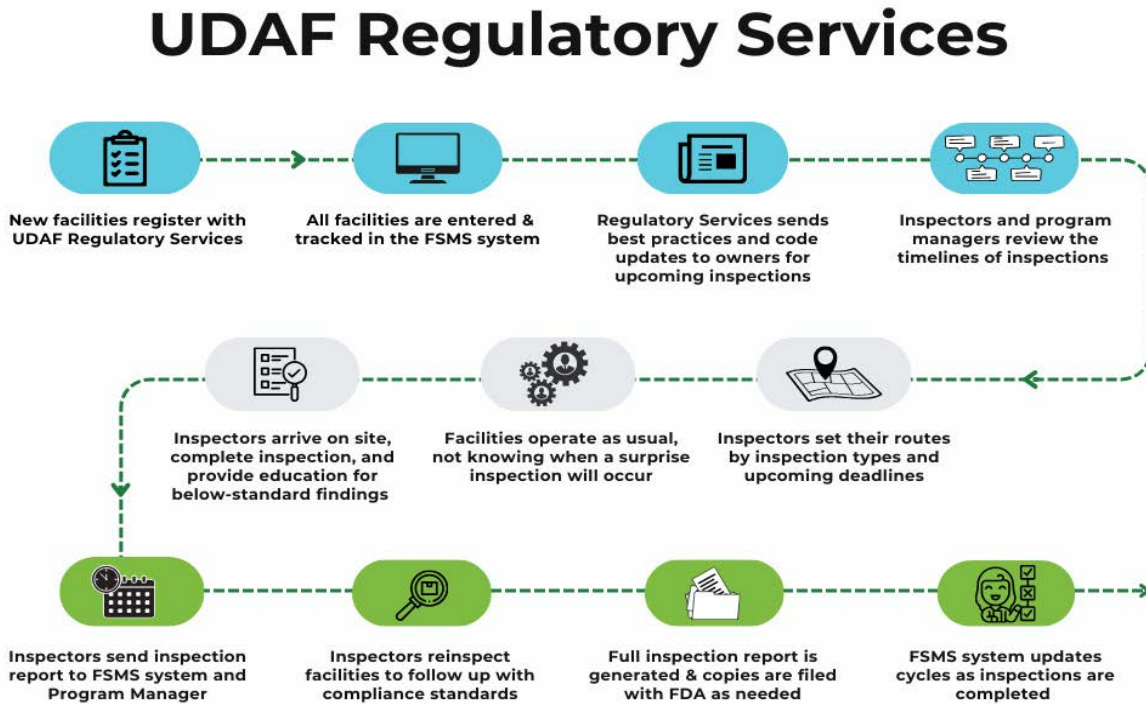 UDAF Regulatory Services
New facilities register with
UDAF Regulatory Services
All facilities are entered &
tracked in the FSMS system
Regulatory Services sends
best practices and code
updates to owners for
upcoming inspections
Inspectors and program
managers review the
timelines of inspections
Inspectors set their routes
by inspection types and
upcoming deadlines
Facilities operate as usual,
not knowing when a surprise
inspection will occur
Inspectors arrive on site,
complete inspection, and
provide education for
below-standard findings
Inspectors send inspection
report to FSMS system and
Program Manager
Inspectors reinspect
facilities to follow up with
compliance standards
Full inspection report is
generated & copies are filed
with FDA as needed
FSMS system updates
cycles as inspections are
completed